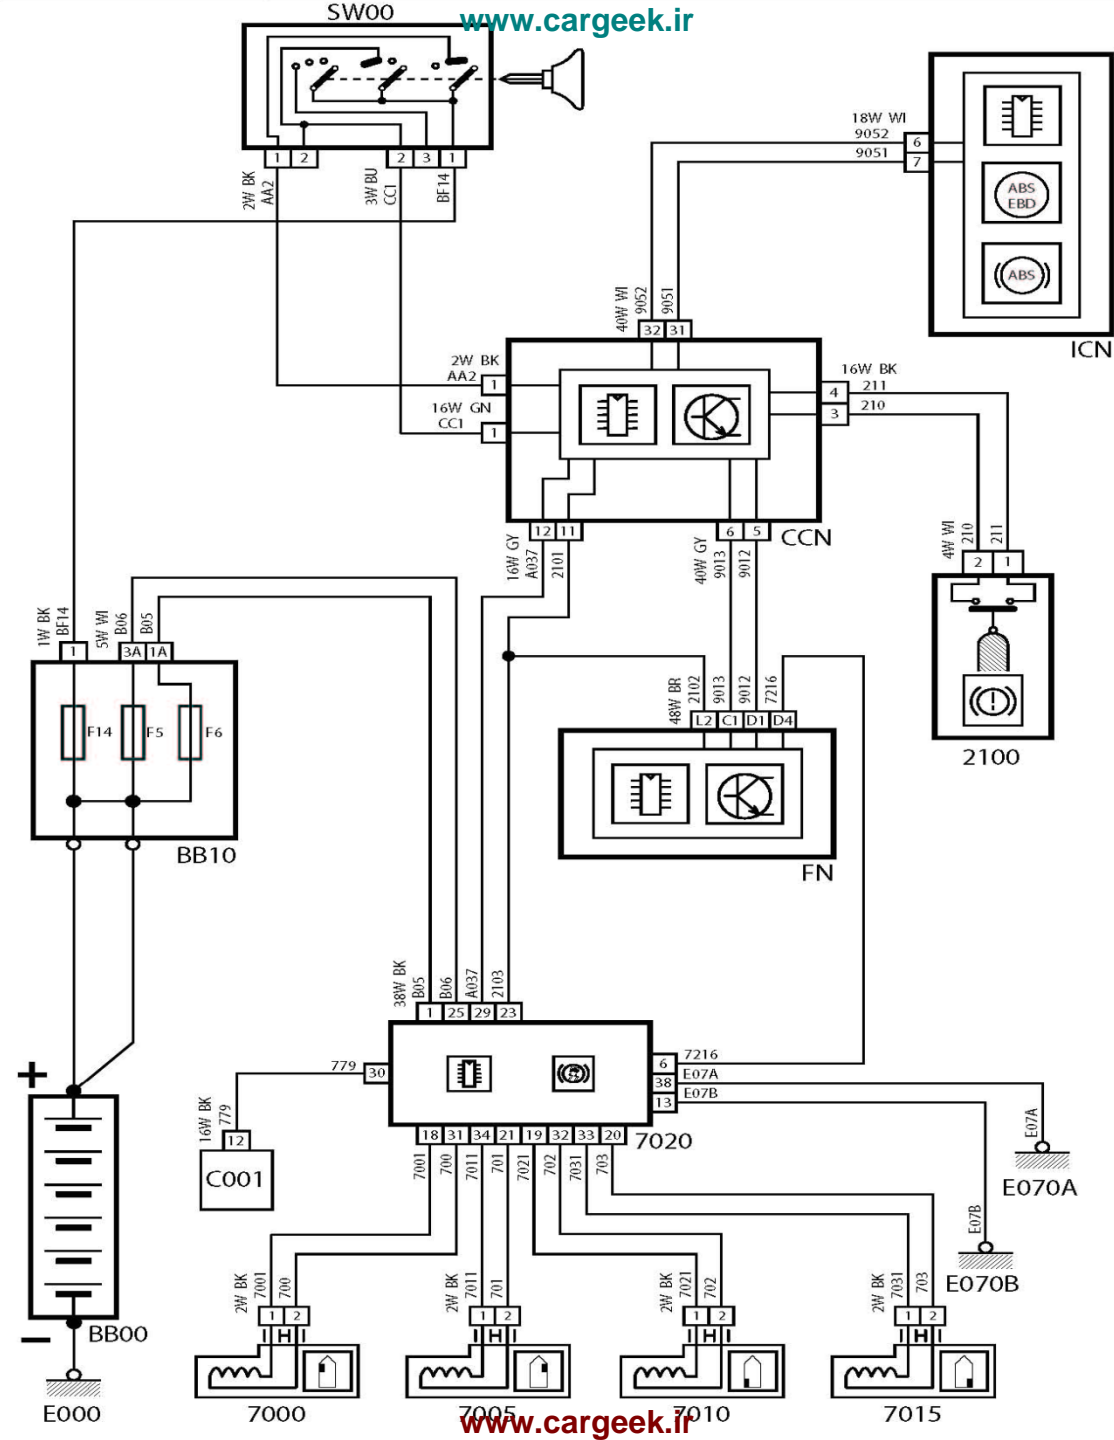 SW00
www.cargeek.ir
1 2 2 3 1
2W BK
AA2
3W BU
CC1
BF14
18W WI
9052
9051
6
7
ABS
EBD
ABS
ICN
40W WI
9052
9051
32 31
2W BK
AA2
1
16W GN
CC1
1
16W BK
211
210
4
3
12 11
6 5
CCN
16W GY
A037
2101
40W GY
9013
9012
4W WI
210
211
2 1
2100
1W BK
BF14
5W WI
B06
B05
1 3A 1A
F14 F5 F6
BB10
48W BR
2102
9013
9012
7216
L2 C1 D1 D4
FN
38W BK
B05
B06
A037
2103
1 25 29 23
779
30
7216
E07A
E07B
6
38
13
18 31 34 21 19 32 33 20
7020
16W BK
779
12
C001
7001
700
7011
701
7021
702
7031
703
E07A
E070A
E07B
E070B
+
−
BB00
E000
2W BK
7001
700
1 2
H
7000
2W BK
7011
701
1 2
H
7005
2W BK
7021
702
1 2
H
7010
2W BK
7031
703
1 2
H
7015
www.cargeek.ir